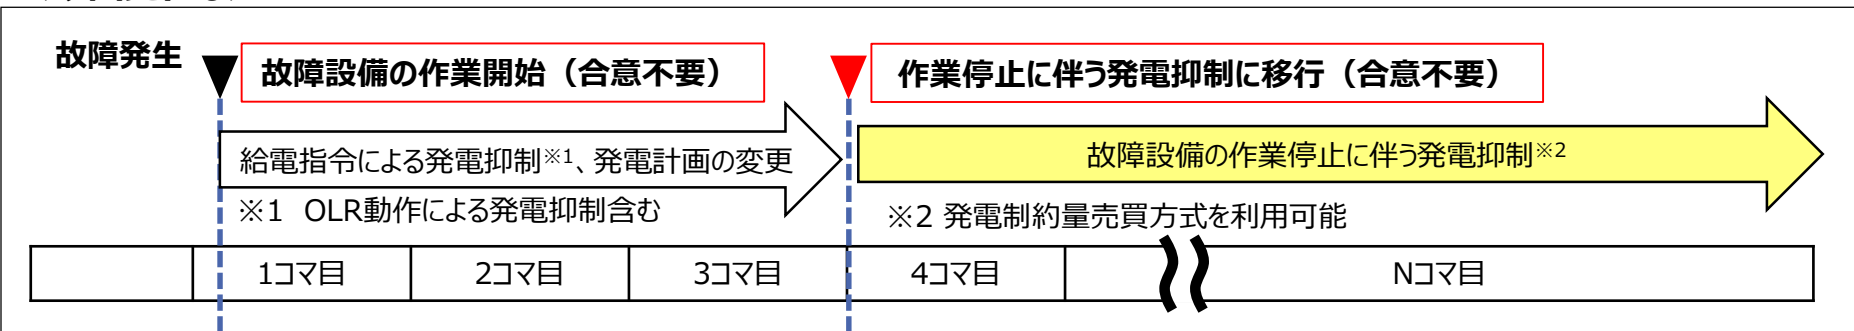 故障発生
故障設備の作業開始（合意不要）
作業停止に伴う発電抑制に移行（合意不要）
給電指令による発電抑制※1、発電計画の変更
故障設備の作業停止に伴う発電抑制※2
※1 OLR動作による発電抑制含む
※2 発電制約量売買方式を利用可能
1コマ目 2コマ目 3コマ目 4コマ目 Nコマ目